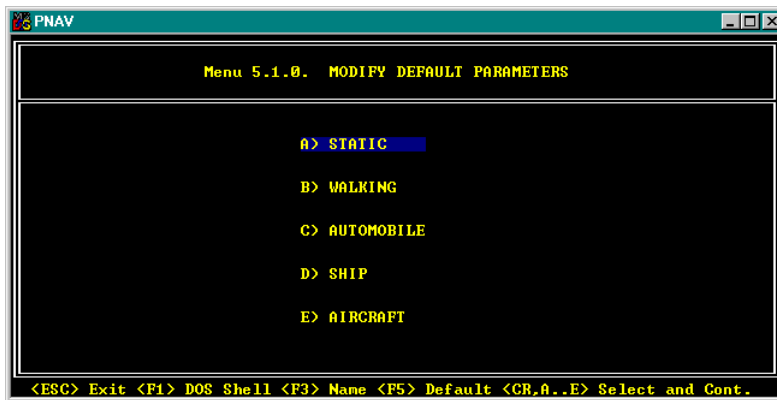 PNAV
Menu 5.1.0. MODIFY DEFAULT PARAMETERS
A) STATIC
B) WALKING
C) AUTOMOBILE
D) SHIP
E) AIRCRAFT
<ESC> Exit <F1> DOS Shell <F3> Name <F5> Default <CR,A..E> Select and Cont.